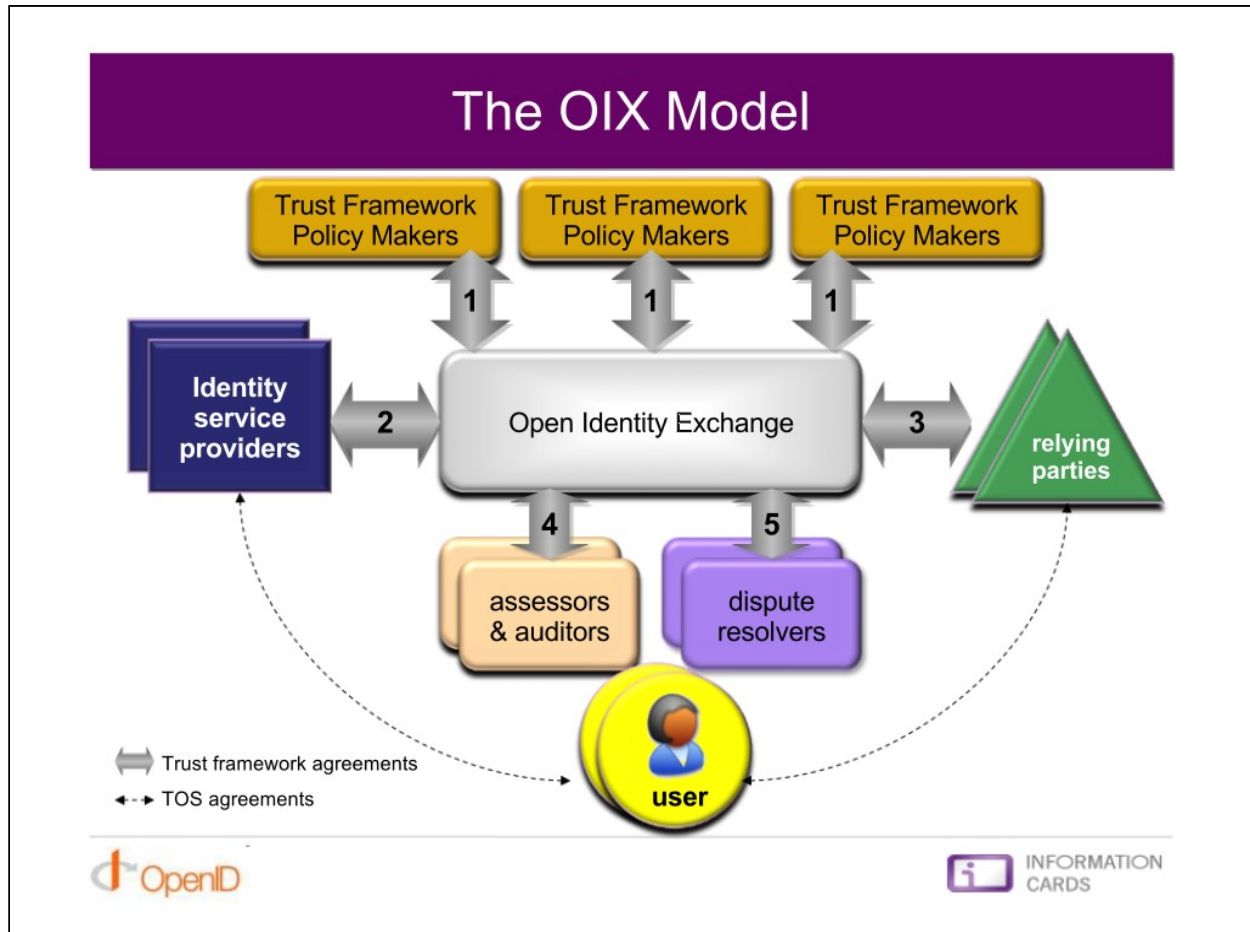 The OIX Model
Trust Framework
Policy Makers
Trust Framework
Policy Makers
Trust Framework
Policy Makers
1
1
1
Identity
service
providers
2
Open Identity Exchange
3
relying
parties
4
5
assessors
& auditors
dispute
resolvers
user
Trust framework agreements
TOS agreements
OpenID
i
INFORMATION
CARDS